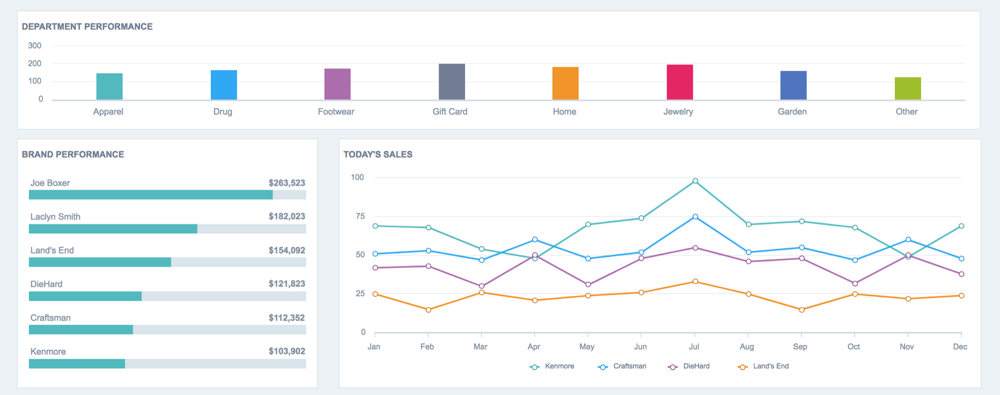 DEPARTMENT PERFORMANCE
300
200
100
0
Apparel Drug Footwear Gift Card Home Jewelry Garden Other
BRAND PERFORMANCE
Joe Boxer $263,523
Laclyn Smith $182,023
Land's End $154,092
DieHard $121,823
Craftsman $112,352
Kenmore $103,902
TODAY'S SALES
100
75
50
25
0
Jan Feb Mar Apr May Jun Jul Aug Sep Oct Nov Dec
Kenmore Craftsman DieHard Land's End